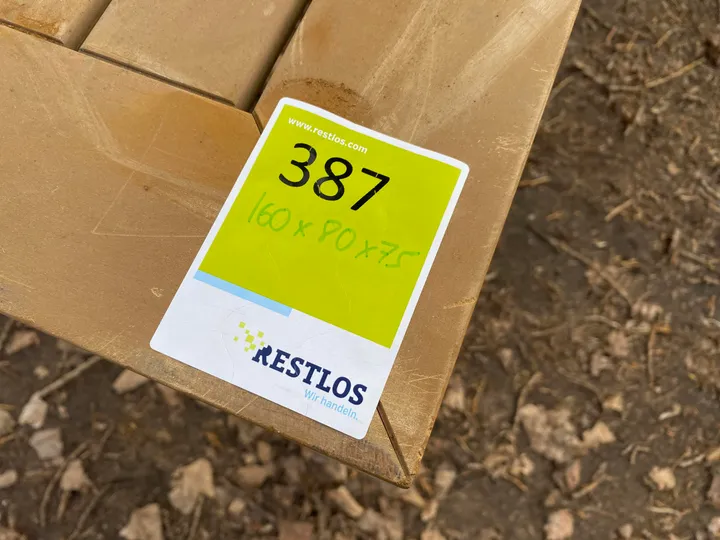 www.restlos.com
387
160 x 80 x 75
RESTLOS
Wir handeln.